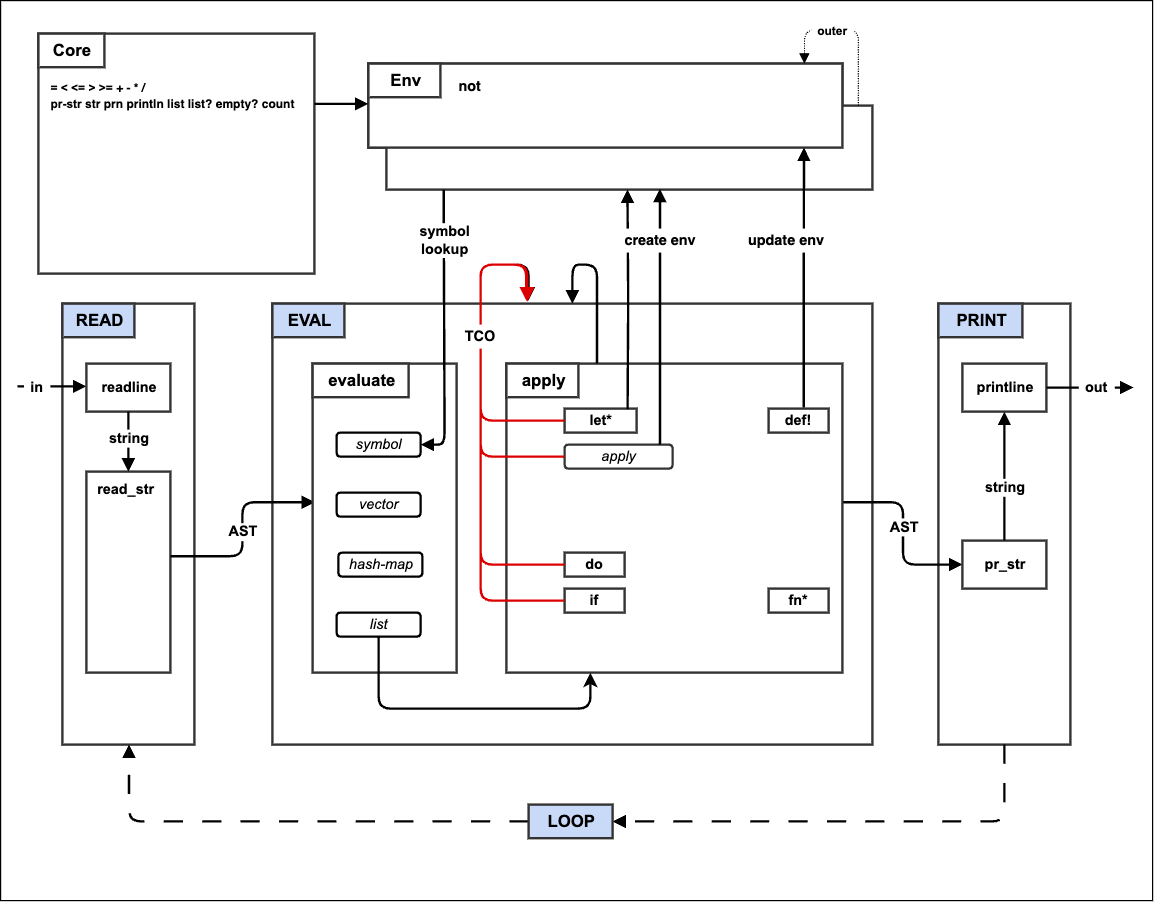 outer
Core
Env
not
= < <= > >= + - * /
pr-str str prn println list list? empty? count
symbol
lookup
create env
update env
READ
EVAL
TCO
PRINT
in
readline
string
read_str
AST
evaluate
symbol
vector
hash-map
list
apply
let*
apply
do
if
def!
fn*
AST
printline
out
string
pr_str
LOOP